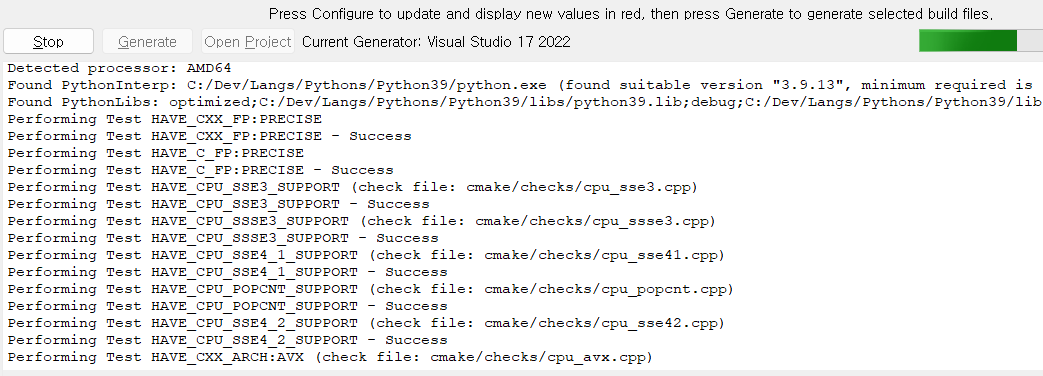 Press Configure to update and display new values in red, then press Generate to generate selected build files.
Stop Generate Open Project Current Generator: Visual Studio 17 2022
Detected processor: AMD64
Found PythonInterp: C:/Dev/Langs/Pythons/Python39/python.exe (found suitable version "3.9.13", minimum required is
Found PythonLibs: optimized;C:/Dev/Langs/Pythons/Python39/libs/python39.lib;debug;C:/Dev/Langs/Pythons/Python39/lib
Performing Test HAVE_CXX_FP:PRECISE
Performing Test HAVE_CXX_FP:PRECISE - Success
Performing Test HAVE_C_FP:PRECISE
Performing Test HAVE_C_FP:PRECISE - Success
Performing Test HAVE_CPU_SSE3_SUPPORT (check file: cmake/checks/cpu_sse3.cpp)
Performing Test HAVE_CPU_SSE3_SUPPORT - Success
Performing Test HAVE_CPU_SSSE3_SUPPORT (check file: cmake/checks/cpu_ssse3.cpp)
Performing Test HAVE_CPU_SSSE3_SUPPORT - Success
Performing Test HAVE_CPU_SSE4_1_SUPPORT (check file: cmake/checks/cpu_sse41.cpp)
Performing Test HAVE_CPU_SSE4_1_SUPPORT - Success
Performing Test HAVE_CPU_POPCNT_SUPPORT (check file: cmake/checks/cpu_popcnt.cpp)
Performing Test HAVE_CPU_POPCNT_SUPPORT - Success
Performing Test HAVE_CPU_SSE4_2_SUPPORT (check file: cmake/checks/cpu_sse42.cpp)
Performing Test HAVE_CPU_SSE4_2_SUPPORT - Success
Performing Test HAVE_CXX_ARCH:AVX (check file: cmake/checks/cpu_avx.cpp)